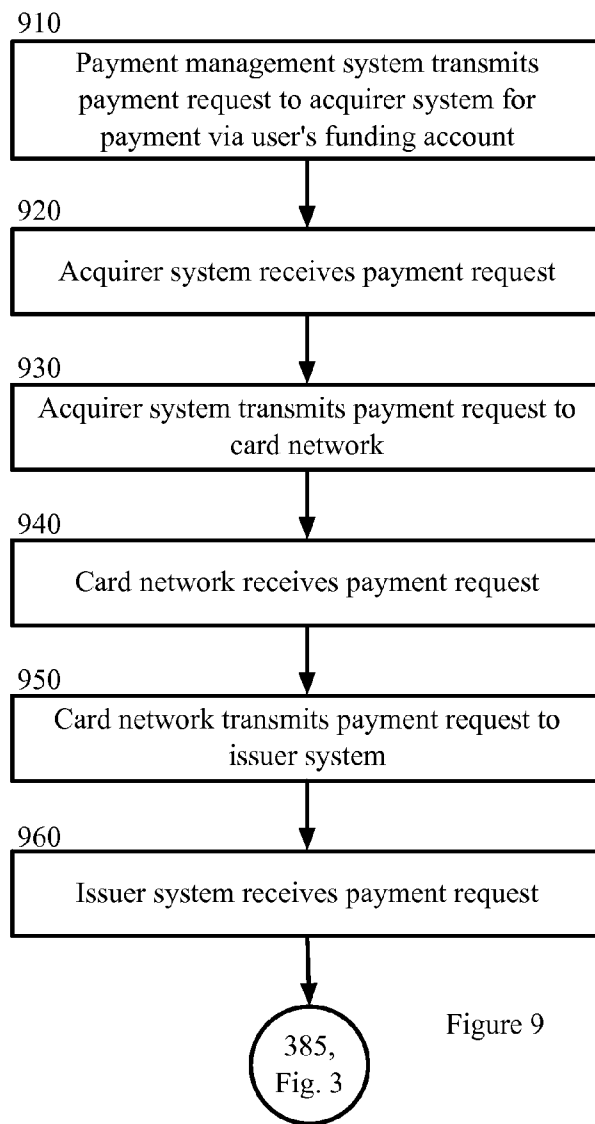 910
Payment management system transmits
payment request to acquirer system for
payment via user's funding account
920
Acquirer system receives payment request
930
Acquirer system transmits payment request to
card network
940
Card network receives payment request
950
Card network transmits payment request to
issuer system
960
Issuer system receives payment request
385,
Fig. 3
Figure 9